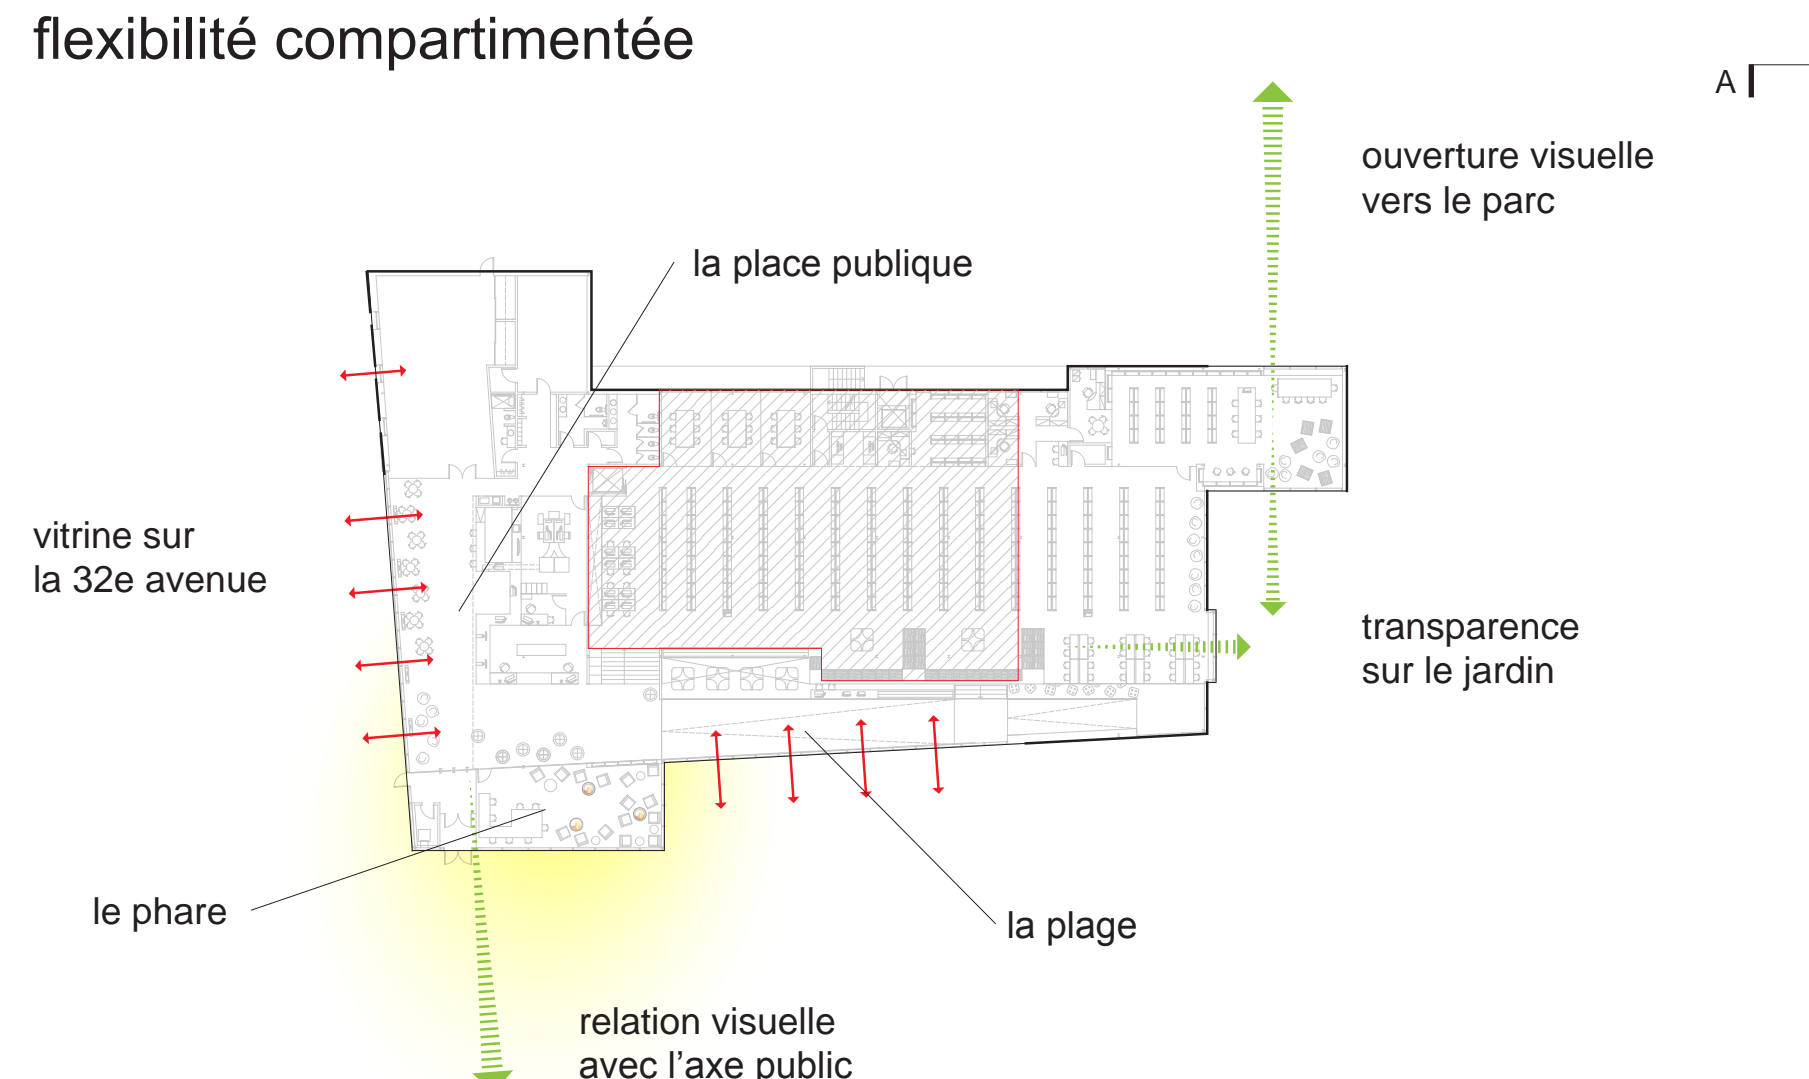 flexibilité compartimentée
A
ouverture visuelle
vers le parc
la place publique
vitrine sur
la 32e avenue
transparence
sur le jardin
le phare
la plage
relation visuelle
avec l'axe public